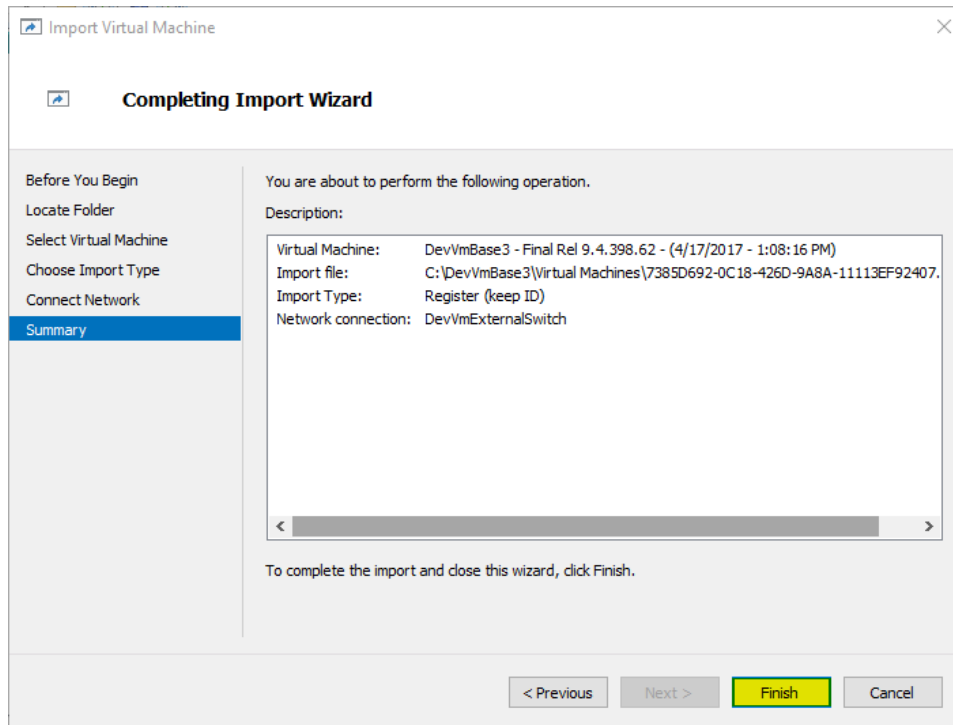 Import Virtual Machine
Completing Import Wizard
Before You Begin
Locate Folder
Select Virtual Machine
Choose Import Type
Connect Network
Summary
You are about to perform the following operation.
Description:
Virtual Machine: DevVmBase3 - Final Rel 9.4.398.62 - (4/17/2017 - 1:08:16 PM)
Import file: C:\DevVmBase3\Virtual Machines\7385D692-0C18-426D-9A8A-11113EF92407.
Import Type: Register (keep ID)
Network connection: DevVmExternalSwitch
To complete the import and close this wizard, click Finish.
< Previous Next > Finish Cancel